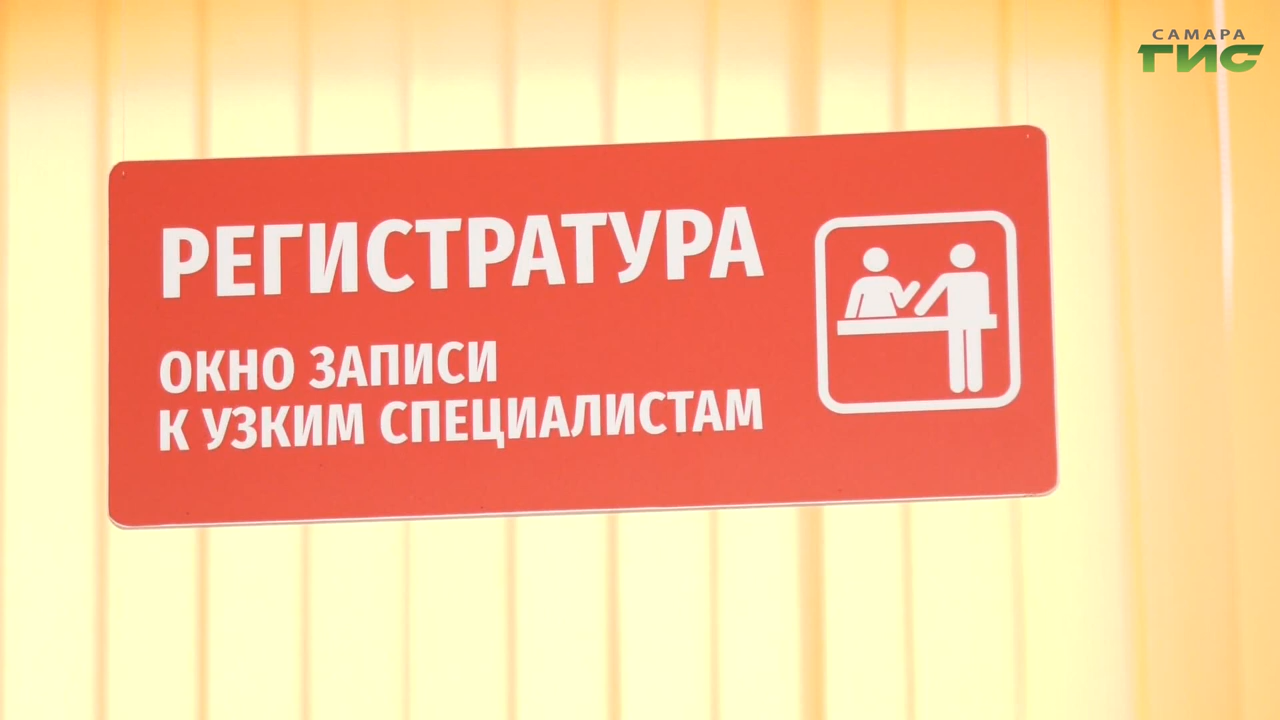 САМАРА
ГИС
РЕГИСТРАТУРА
ОКНО ЗАПИСИ
К УЗКИМ СПЕЦИАЛИСТАМ